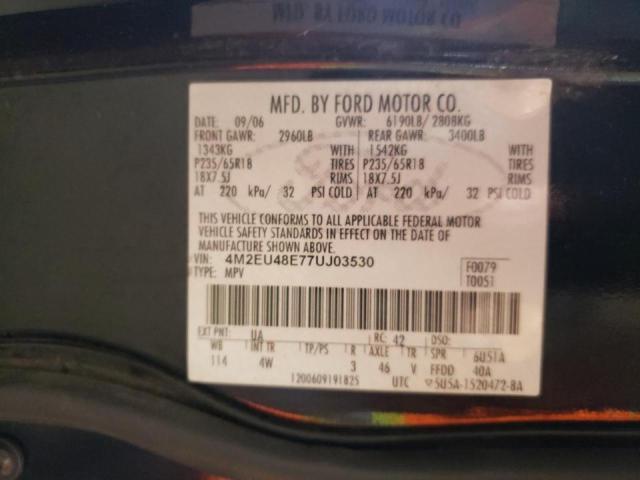 MFD. BY FORD MOTOR CO.
DATE: 09/06 GVWR: 6190LB/ 2808KG
FRONT GAWR: 2960LB REAR GAWR: 3400LB
1343KG WITH 1542KG WITH
P235/65R18 TIRES P235/65R18 TIRES
18X7.5J RIMS 18X7.5J RIMS
AT 220 kPa/ 32 PSI COLD AT 220 kPa/ 32 PSI COLD
THIS VEHICLE CONFORMS TO ALL APPLICABLE FEDERAL MOTOR
VEHICLE SAFETY STANDARDS IN EFFECT ON THE DATE OF
MANUFACTURE SHOWN ABOVE.
VIN: 4M2EU48E77UJ03530 F0079
TYPE: MPV T0051
EXT PNT: UA RC: 42 DSO:
WB INT TR TP/PS R AXLE TR SPR 6U51A
114 4W 3 46 V FFDD 40A
1200609191825 UTC 5U5A-1520472-BA